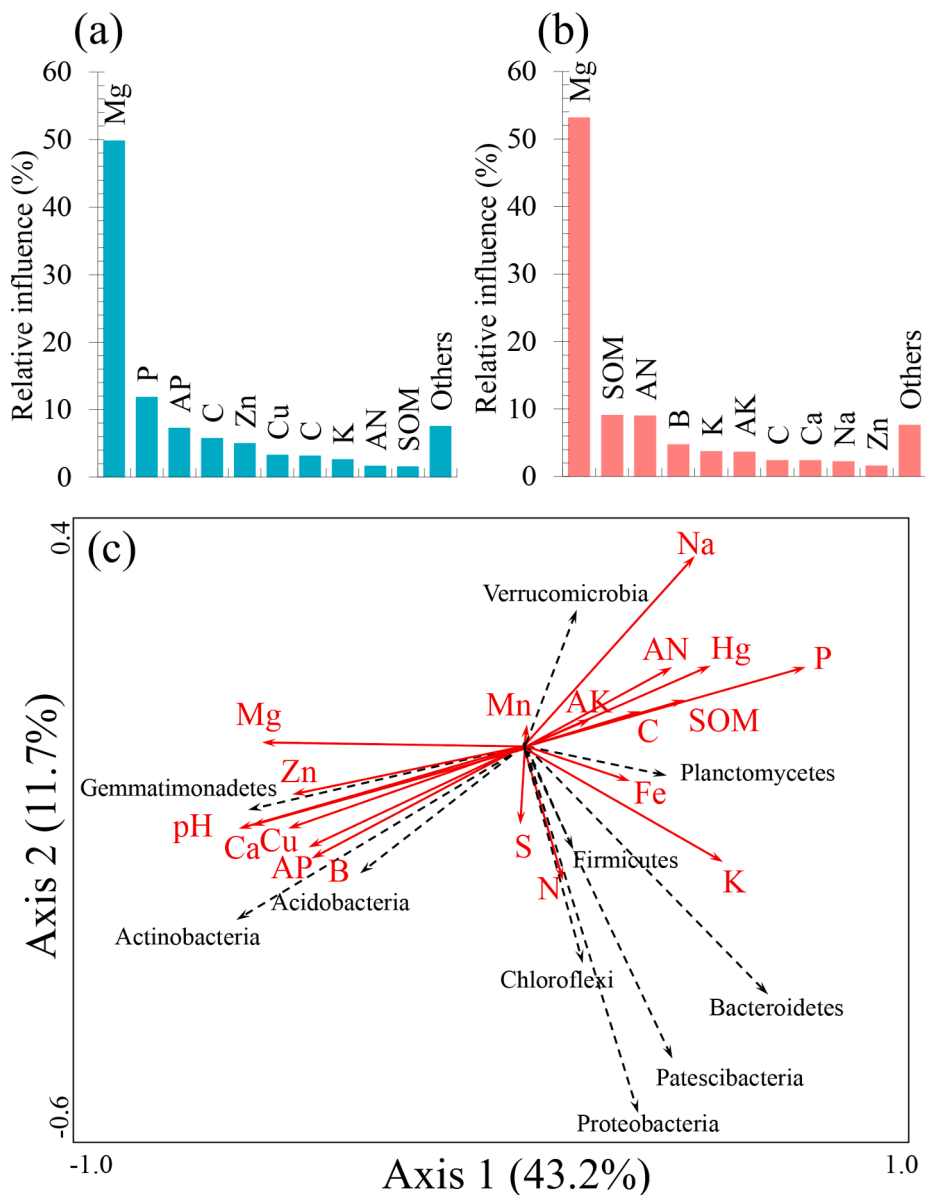 (a)
Relative influence (%)
60
50
40
30
20
10
0
Mg
P
AP
C
Zn
Cu
C
K
AN
SOM
Others
(b)
Relative influence (%)
60
50
40
30
20
10
0
Mg
SOM
AN
B
K
AK
C
Ca
Na
Zn
Others
(c)
0.4
Axis 2 (11.7%)
-0.6
Na
Verrucomicrobia
AN
Hg
P
Mn
AK
C
SOM
Mg
Zn
Gemmatimonadetes
Planctomycetes
Fe
pH
Ca
Cu
S
AP
B
Firmicutes
N
K
Acidobacteria
Actinobacteria
Chloroflexi
Bacteroidetes
Patescibacteria
Proteobacteria
-1.0
Axis 1 (43.2%)
1.0